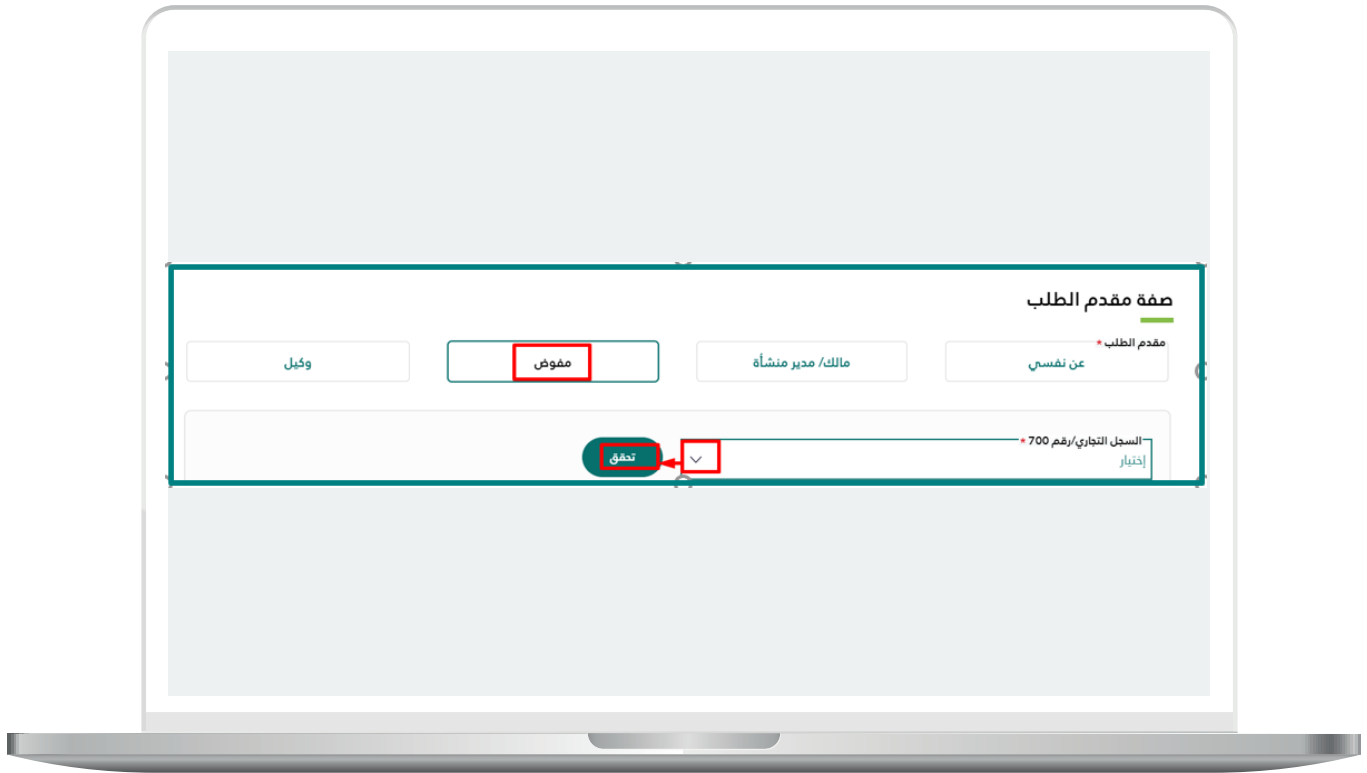 صفة مقدم الطلب
مقدم الطلب *
عن نفسي
مالك/ مدير منشأة
مفوض
وكيل
السجل التجاري/رقم 700 *
إختيار
تحقق